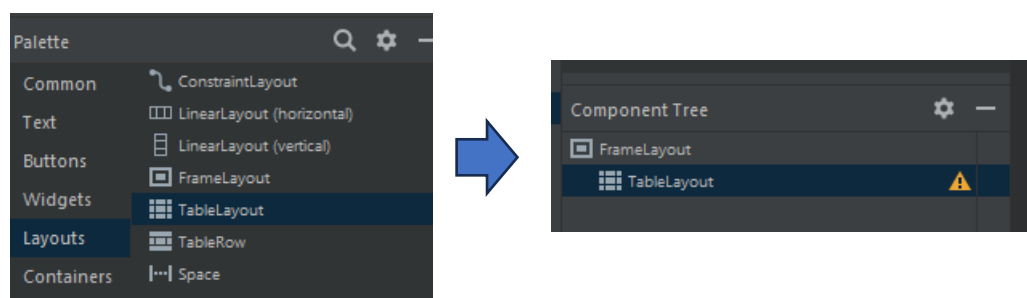 Palette
Common
Text
Buttons
Widgets
Layouts
Containers
ConstraintLayout
LinearLayout (horizontal)
LinearLayout (vertical)
FrameLayout
TableLayout
TableRow
Space
Component Tree
FrameLayout
TableLayout